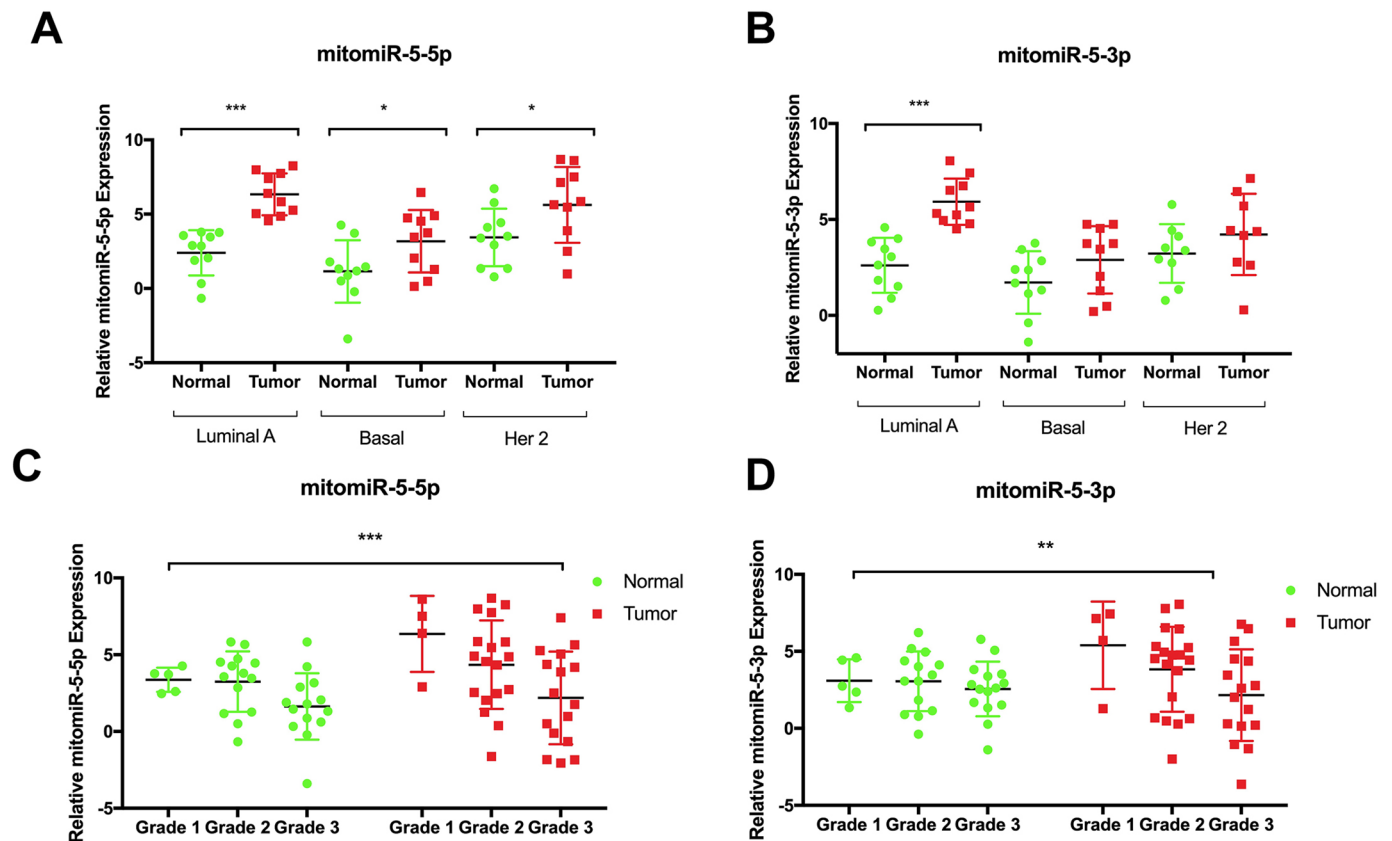 A
mitomiR-5-5p
Relative mitomiR-5-5p Expression
*** * *
10
5
0
-5
Normal Tumor Normal Tumor Normal Tumor
Luminal A Basal Her 2
B
mitomiR-5-3p
Relative mitomiR-5-3p Expression
***
10
5
0
Normal Tumor Normal Tumor Normal Tumor
Luminal A Basal Her 2
C
mitomiR-5-5p
Relative mitomiR-5-5p Expression
***
10
5
0
-5
Grade 1 Grade 2 Grade 3 Grade 1 Grade 2 Grade 3
Normal
Tumor
D
mitomiR-5-3p
Relative mitomiR-5-3p Expression
**
10
5
0
-5
Grade 1 Grade 2 Grade 3 Grade 1 Grade 2 Grade 3
Normal
Tumor